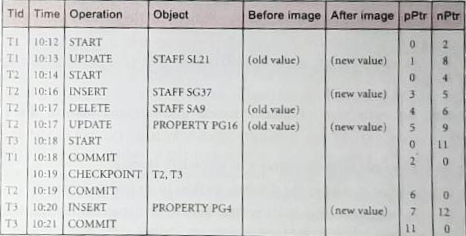 Tid Time Operation Object Before image After image pPtr nPtr
T1 10:12 START 0 2
T1 10:13 UPDATE STAFF SL21 (old value) (new value) 1 8
T2 10:14 START 0 4
T2 10:16 INSERT STAFF SG37 (new value) 3 5
T2 10:17 DELETE STAFF SA9 (old value) 4 6
T2 10:17 UPDATE PROPERTY PG16 (old value) (new value) 5 9
T3 10:18 START 0 11
T1 10:18 COMMIT 2 0
10:19 CHECKPOINT T2, T3
T2 10:19 COMMIT 6 0
T3 10:20 INSERT PROPERTY PG4 (new value) 7 12
T3 10:21 COMMIT 11 0